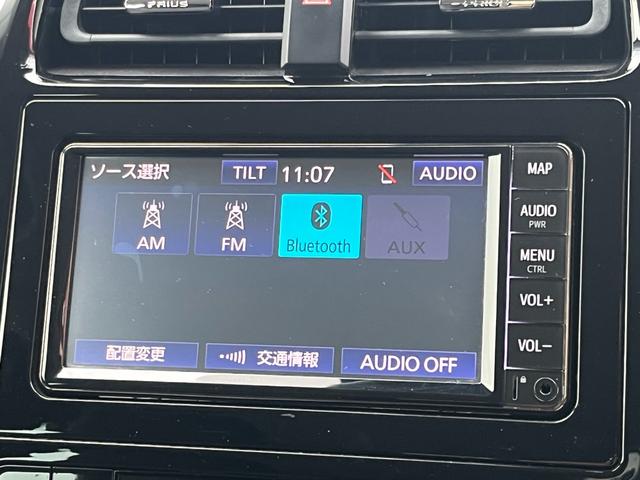 PRIUS
ソース選択 TILT 11:07 AUDIO
AM FM Bluetooth AUX
配置変更 交通情報 AUDIO OFF
MAP
AUDIO
PWR
MENU
CTRL
VOL+
VOL−